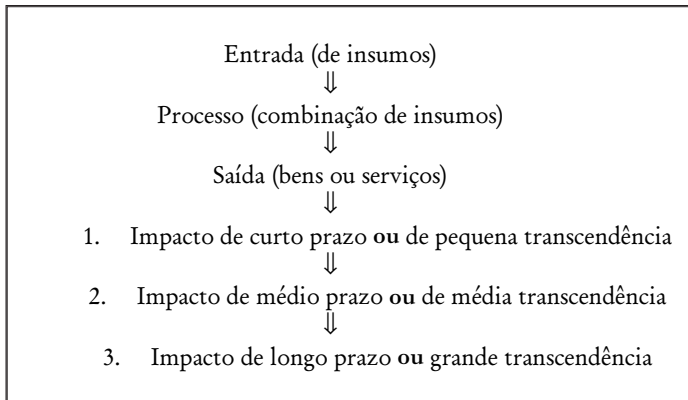 Entrada (de insumos)
⇓
Processo (combinação de insumos)
⇓
Saída (bens ou serviços)
⇓
1. Impacto de curto prazo ou de pequena transcendência
⇓
2. Impacto de médio prazo ou de média transcendência
⇓
3. Impacto de longo prazo ou grande transcendência